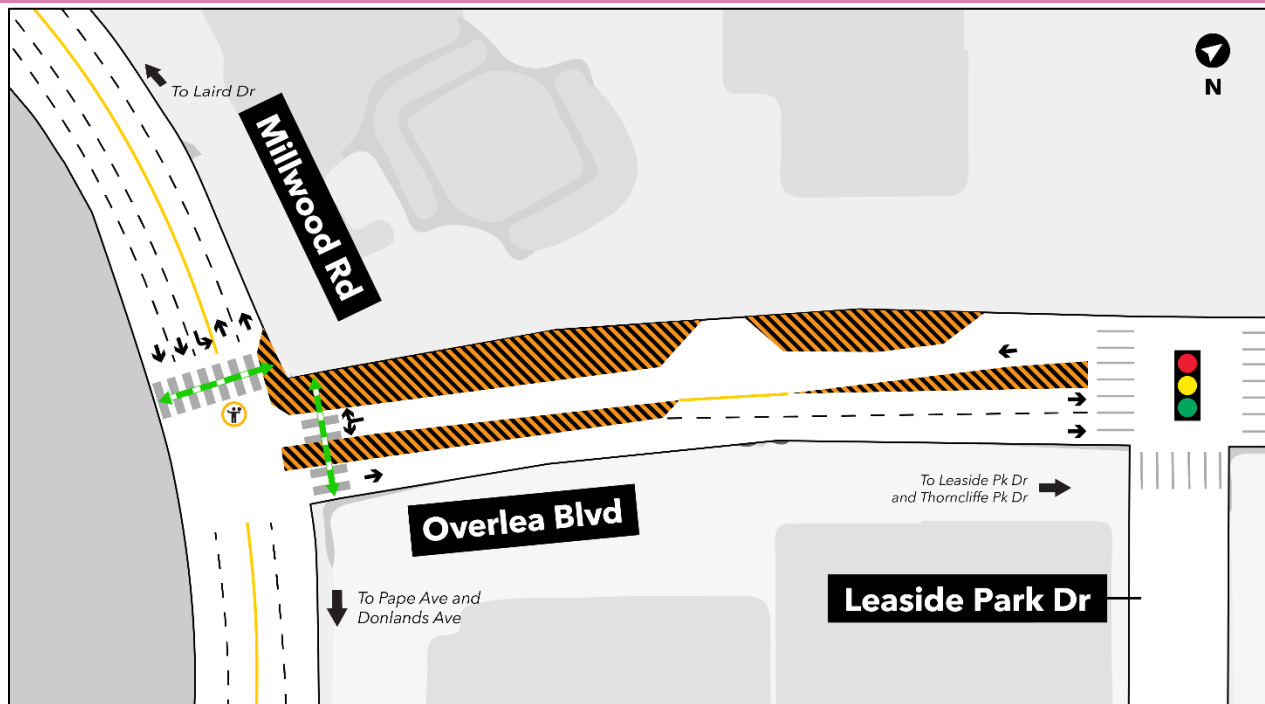 To Laird Dr
N
Millwood Rd
To Leaside Pk Dr
and Thorncliffe Pk Dr
Overlea Blvd
Leaside Park Dr
To Pape Ave and
Donlands Ave